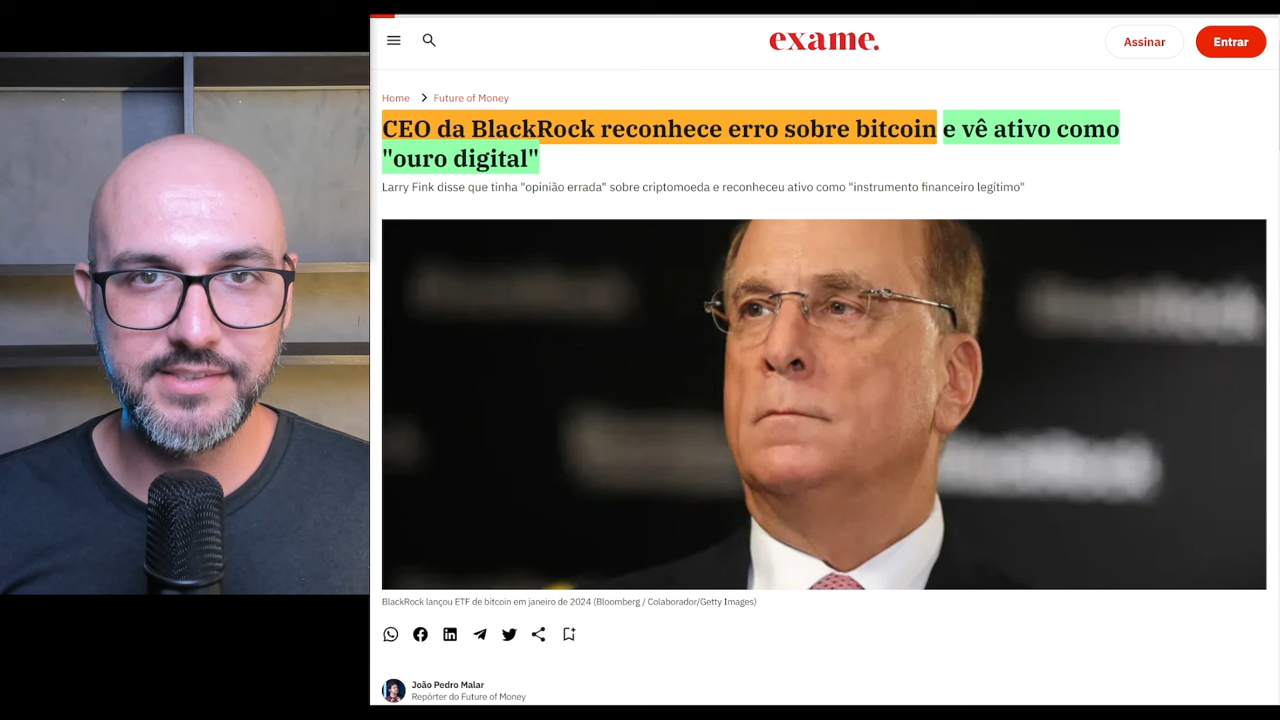 exame.
Assinar
Entrar
Home
Future of Money
CEO da BlackRock reconhece erro sobre bitcoin e vê ativo como
"ouro digital"
Larry Fink disse que tinha "opinião errada" sobre criptomoeda e reconheceu ativo como "instrumento financeiro legítimo"
BlackRock lançou ETF de bitcoin em janeiro de 2024 (Bloomberg / Colaborador/Getty Images)
João Pedro Malar
Repórter do Future of Money